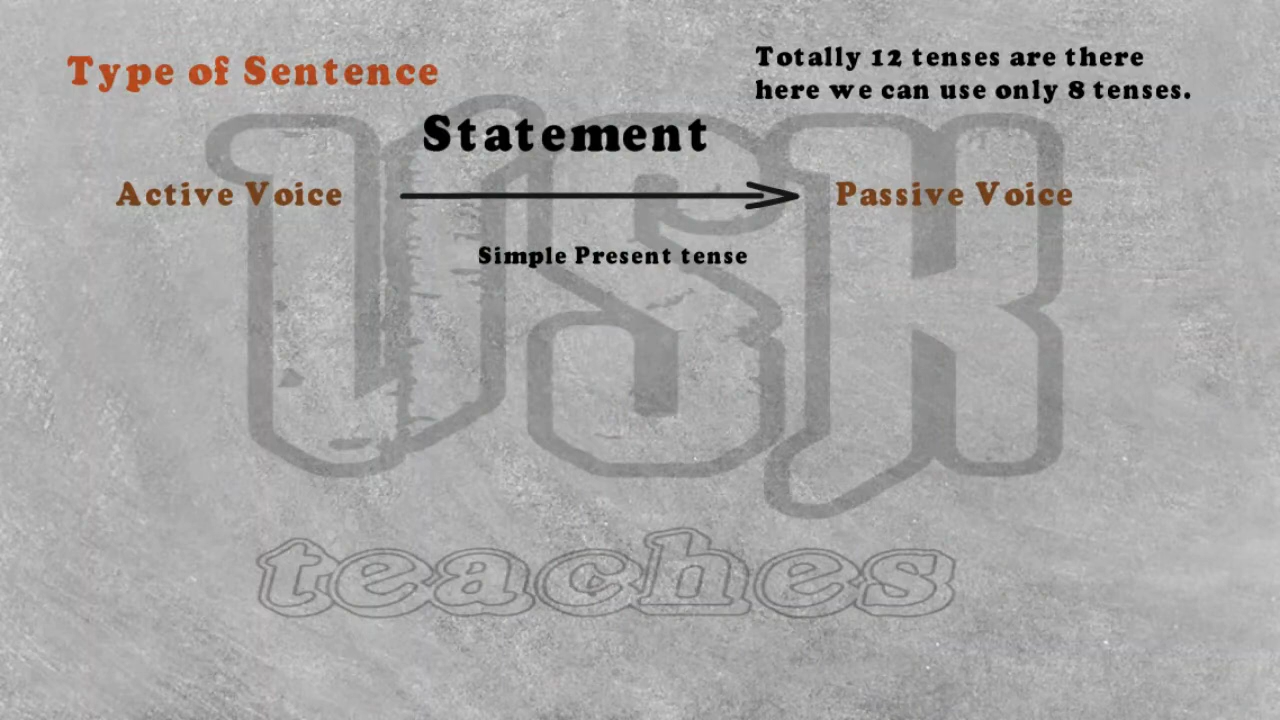 Type of Sentence
Totally 12 tenses are there
here we can use only 8 tenses.
Statement
Active Voice
Passive Voice
Simple Present tense
VSK
teaches